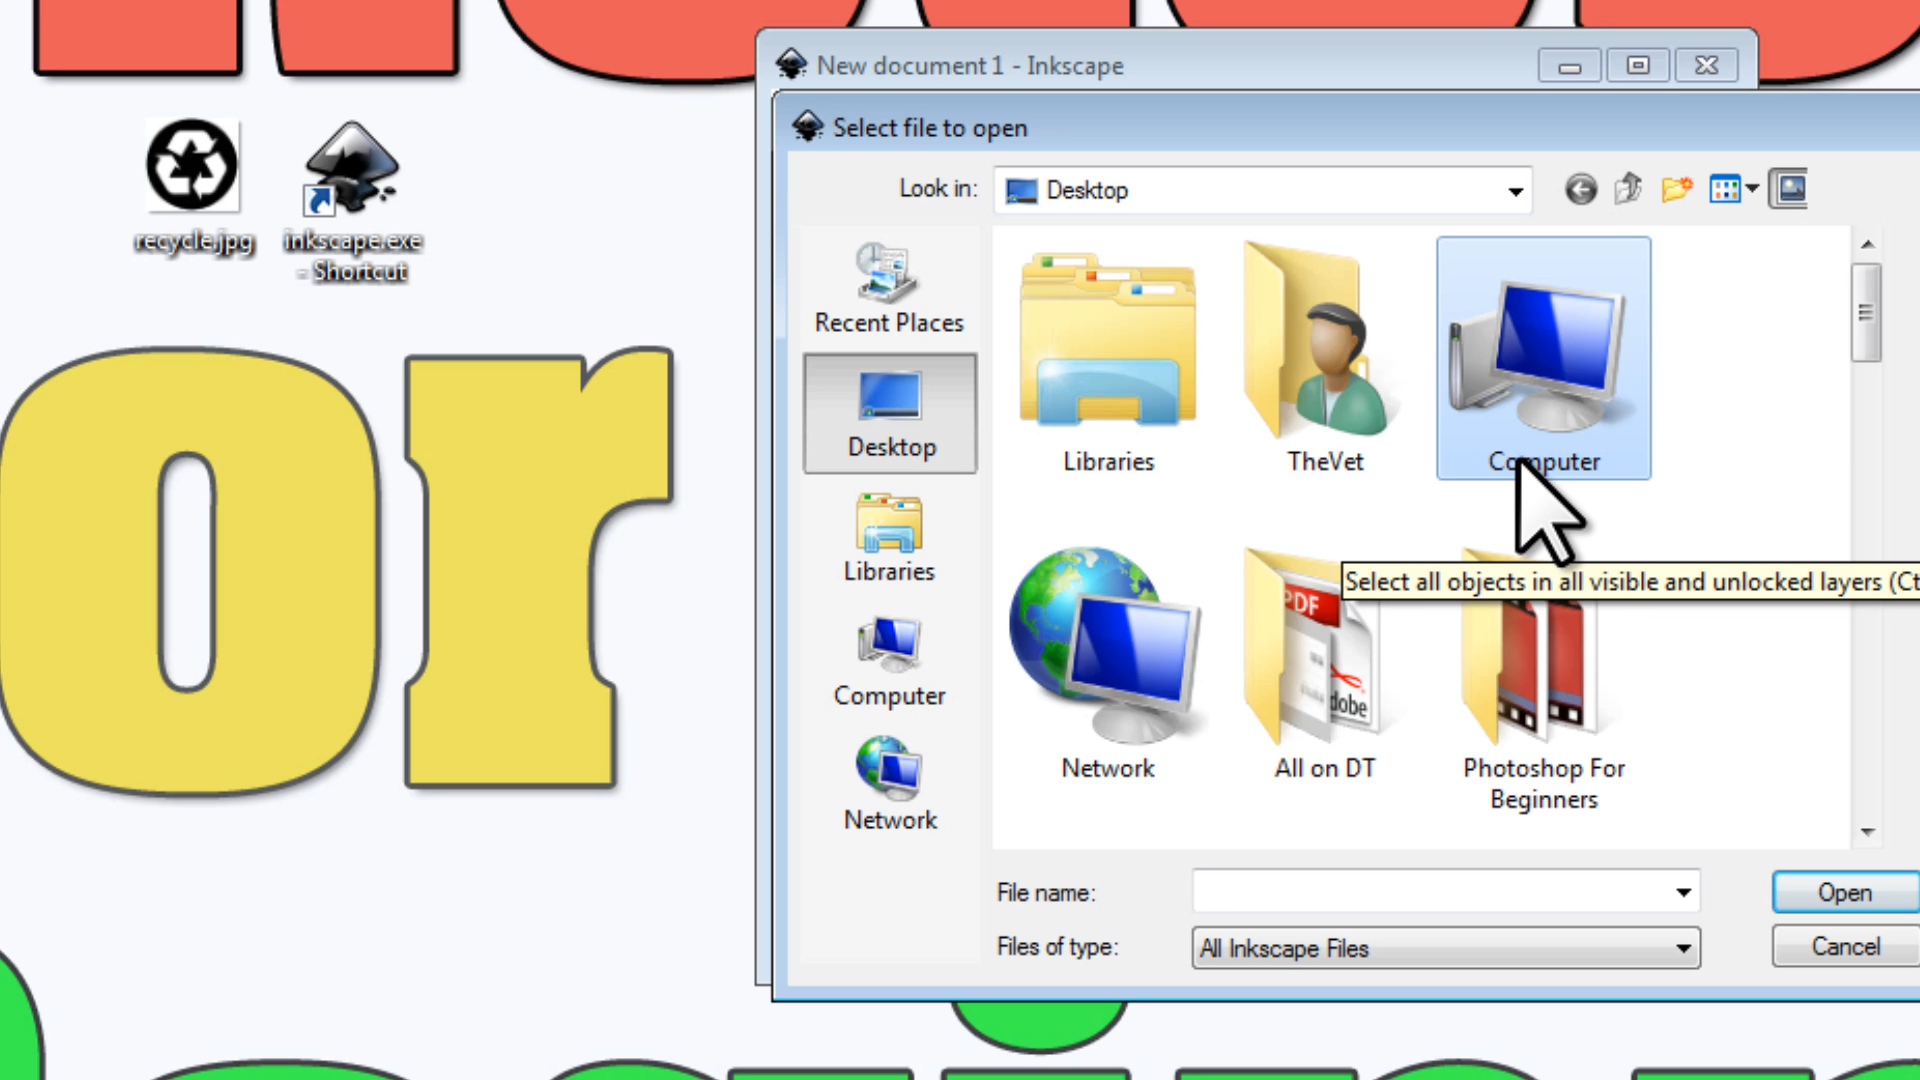 New document 1 - Inkscape
Select file to open
Look in:
Desktop
recycle.jpg
inkscape.exe
- Shortcut
Recent Places
Desktop
Libraries
Computer
Network
Libraries
TheVet
Computer
Select all objects in all visible and unlocked layers (Ct
PDF
Adobe
Network
All on DT
Photoshop For
Beginners
or
File name:
Open
Files of type:
All Inkscape Files
Cancel